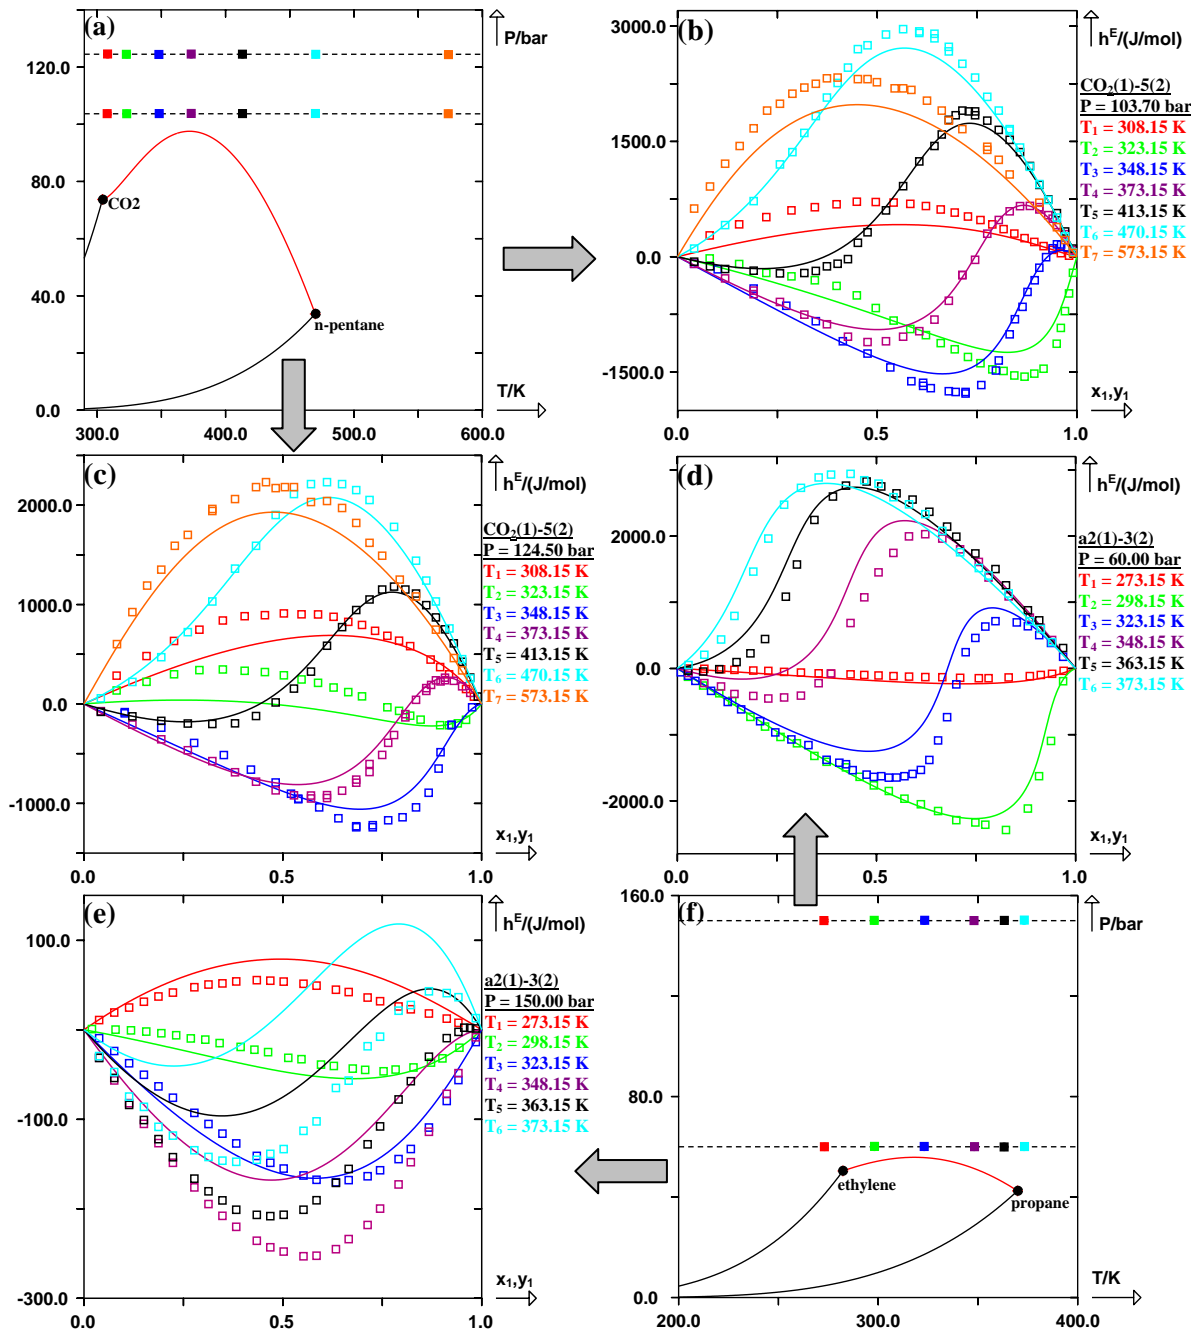 (a)
P/bar
120.0
80.0
40.0
0.0
CO2
n-pentane
T/K
300.0 400.0 500.0 600.0
(b)
h^E/(J/mol)
3000.0
1500.0
0.0
-1500.0
CO₂(1)-5(2)
P = 103.70 bar
T₁ = 308.15 K
T₂ = 323.15 K
T₃ = 348.15 K
T₄ = 373.15 K
T₅ = 413.15 K
T₆ = 470.15 K
T₇ = 573.15 K
x₁,y₁
0.0 0.5 1.0
(c)
h^E/(J/mol)
2000.0
1000.0
0.0
-1000.0
CO₂(1)-5(2)
P = 124.50 bar
T₁ = 308.15 K
T₂ = 323.15 K
T₃ = 348.15 K
T₄ = 373.15 K
T₅ = 413.15 K
T₆ = 470.15 K
T₇ = 573.15 K
x₁,y₁
0.0 0.5 1.0
(d)
h^E/(J/mol)
2000.0
0.0
-2000.0
a2(1)-3(2)
P = 60.00 bar
T₁ = 273.15 K
T₂ = 298.15 K
T₃ = 323.15 K
T₄ = 348.15 K
T₅ = 363.15 K
T₆ = 373.15 K
x₁,y₁
0.0 0.5 1.0
(e)
h^E/(J/mol)
100.0
-100.0
-300.0
a2(1)-3(2)
P = 150.00 bar
T₁ = 273.15 K
T₂ = 298.15 K
T₃ = 323.15 K
T₄ = 348.15 K
T₅ = 363.15 K
T₆ = 373.15 K
x₁,y₁
0.0 0.5 1.0
(f)
P/bar
160.0
80.0
0.0
ethylene
propane
T/K
200.0 300.0 400.0